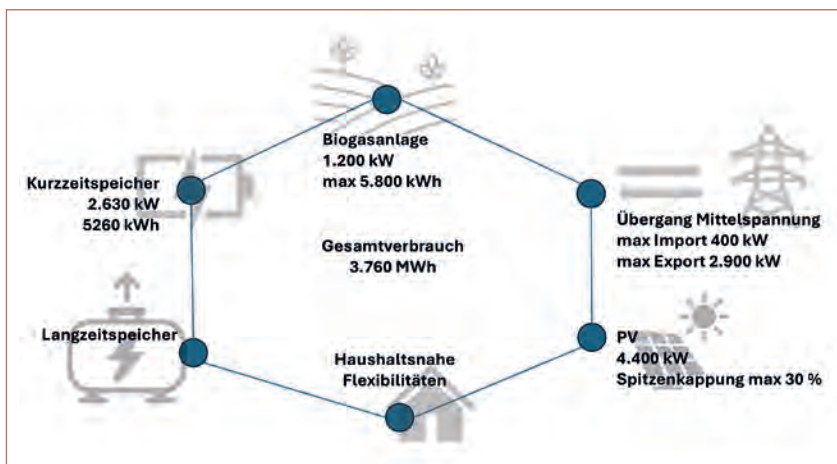 Biogasanlage
1.200 kW
max 5.800 kWh
Kurzzeitspeicher
2.630 kW
5260 kWh
Übergang Mittelspannung
max Import 400 kW
max Export 2.900 kW
Gesamtverbrauch
3.760 MWh
Langzeitspeicher
Haushaltsnahe
Flexibilitäten
PV
4.400 kW
Spitzenkappung max 30 %